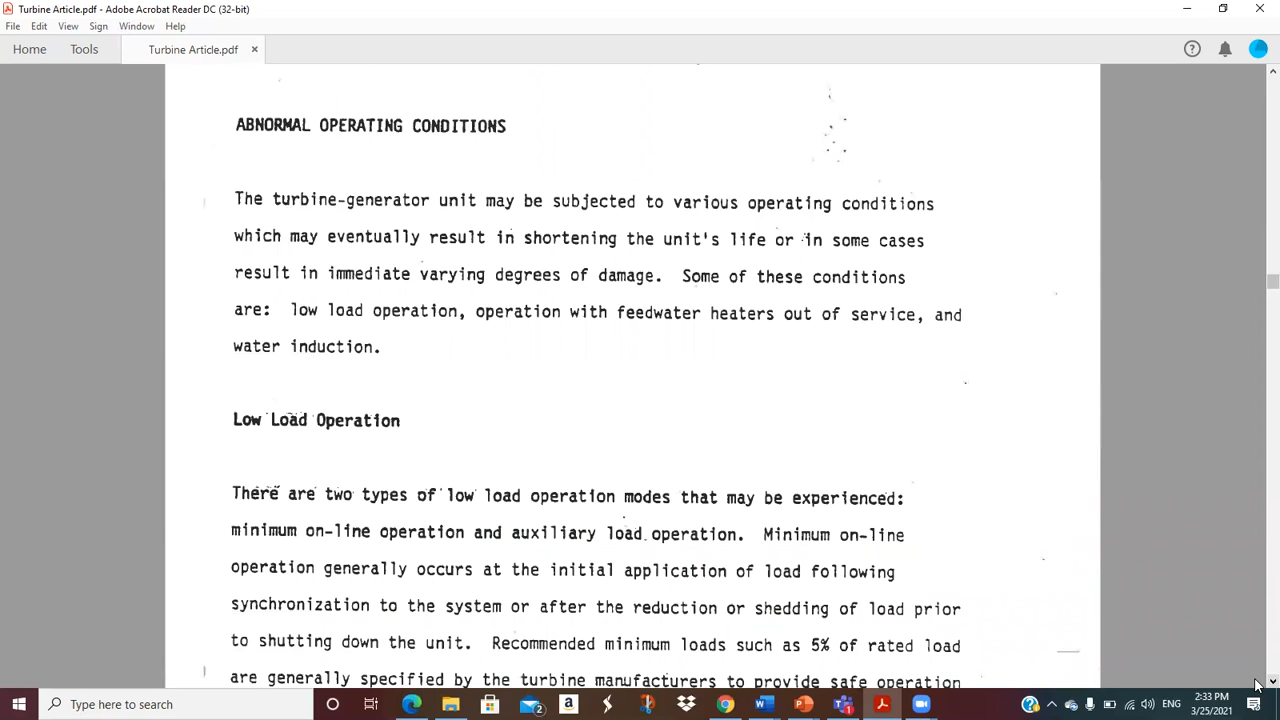 Turbine Article.pdf - Adobe Acrobat Reader DC (32-bit)
File Edit View Sign Window Help
Home Tools Turbine Article.pdf ×
ABNORMAL OPERATING CONDITIONS
The turbine-generator unit may be subjected to various operating conditions
which may eventually result in shortening the unit's life or in some cases
result in immediate varying degrees of damage. Some of these conditions
are: low load operation, operation with feedwater heaters out of service, and
water induction.
Low Load Operation
There are two types of low load operation modes that may be experienced:
minimum on-line operation and auxiliary load operation. Minimum on-line
operation generally occurs at the initial application of load following
synchronization to the system or after the reduction or shedding of load prior
to shutting down the unit. Recommended minimum loads such as 5% of rated load
are generally specified by the turbine manufacturers to provide safe operation
Type here to search
ENG
2:33 PM
3/25/2021